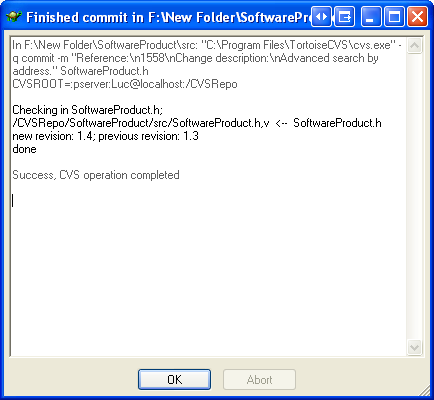 Finished commit in F:\New Folder\SoftwarePro
In F:\New Folder\SoftwareProduct\src: "C:\Program Files\TortoiseCVS\cvs.exe" -
q commit -m "Reference:\n1558\nChange description:\nAdvanced search by
address." SoftwareProduct.h
CVSROOT=:pserver:Luc@localhost:/CVSRepo
Checking in SoftwareProduct.h;
/CVSRepo/SoftwareProduct/src/SoftwareProduct.h,v <-- SoftwareProduct.h
new revision: 1.4; previous revision: 1.3
done
Success, CVS operation completed
OK
Abort